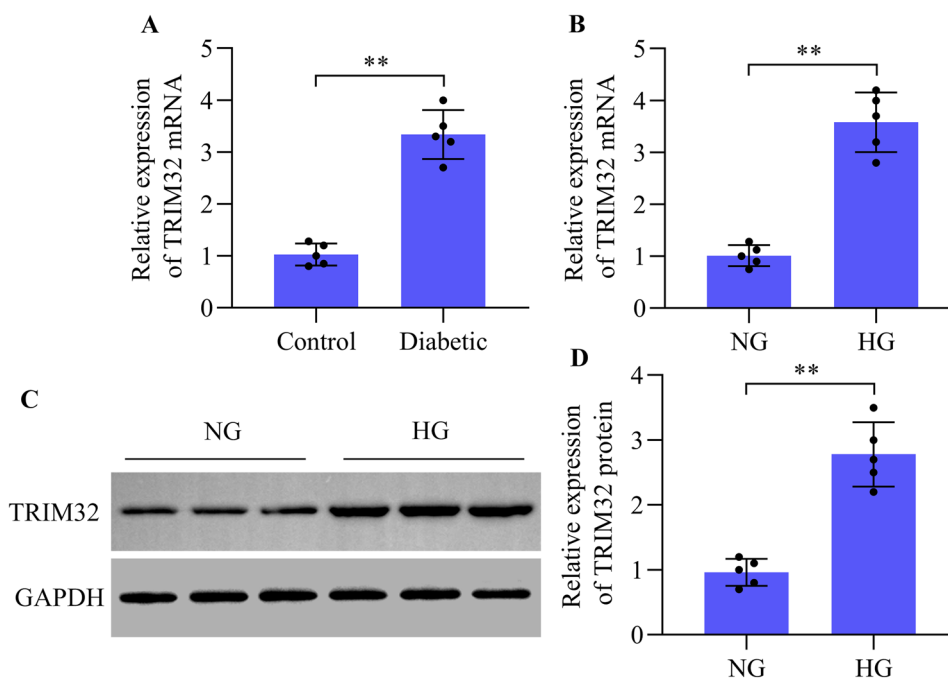 A
Relative expression
of TRIM32 mRNA
5
4
3
2
1
0
**
Control
Diabetic
B
Relative expression
of TRIM32 mRNA
5
4
3
2
1
0
**
NG
HG
C
NG
HG
TRIM32
GAPDH
D
Relative expression
of TRIM32 protein
4
3
2
1
0
**
NG
HG